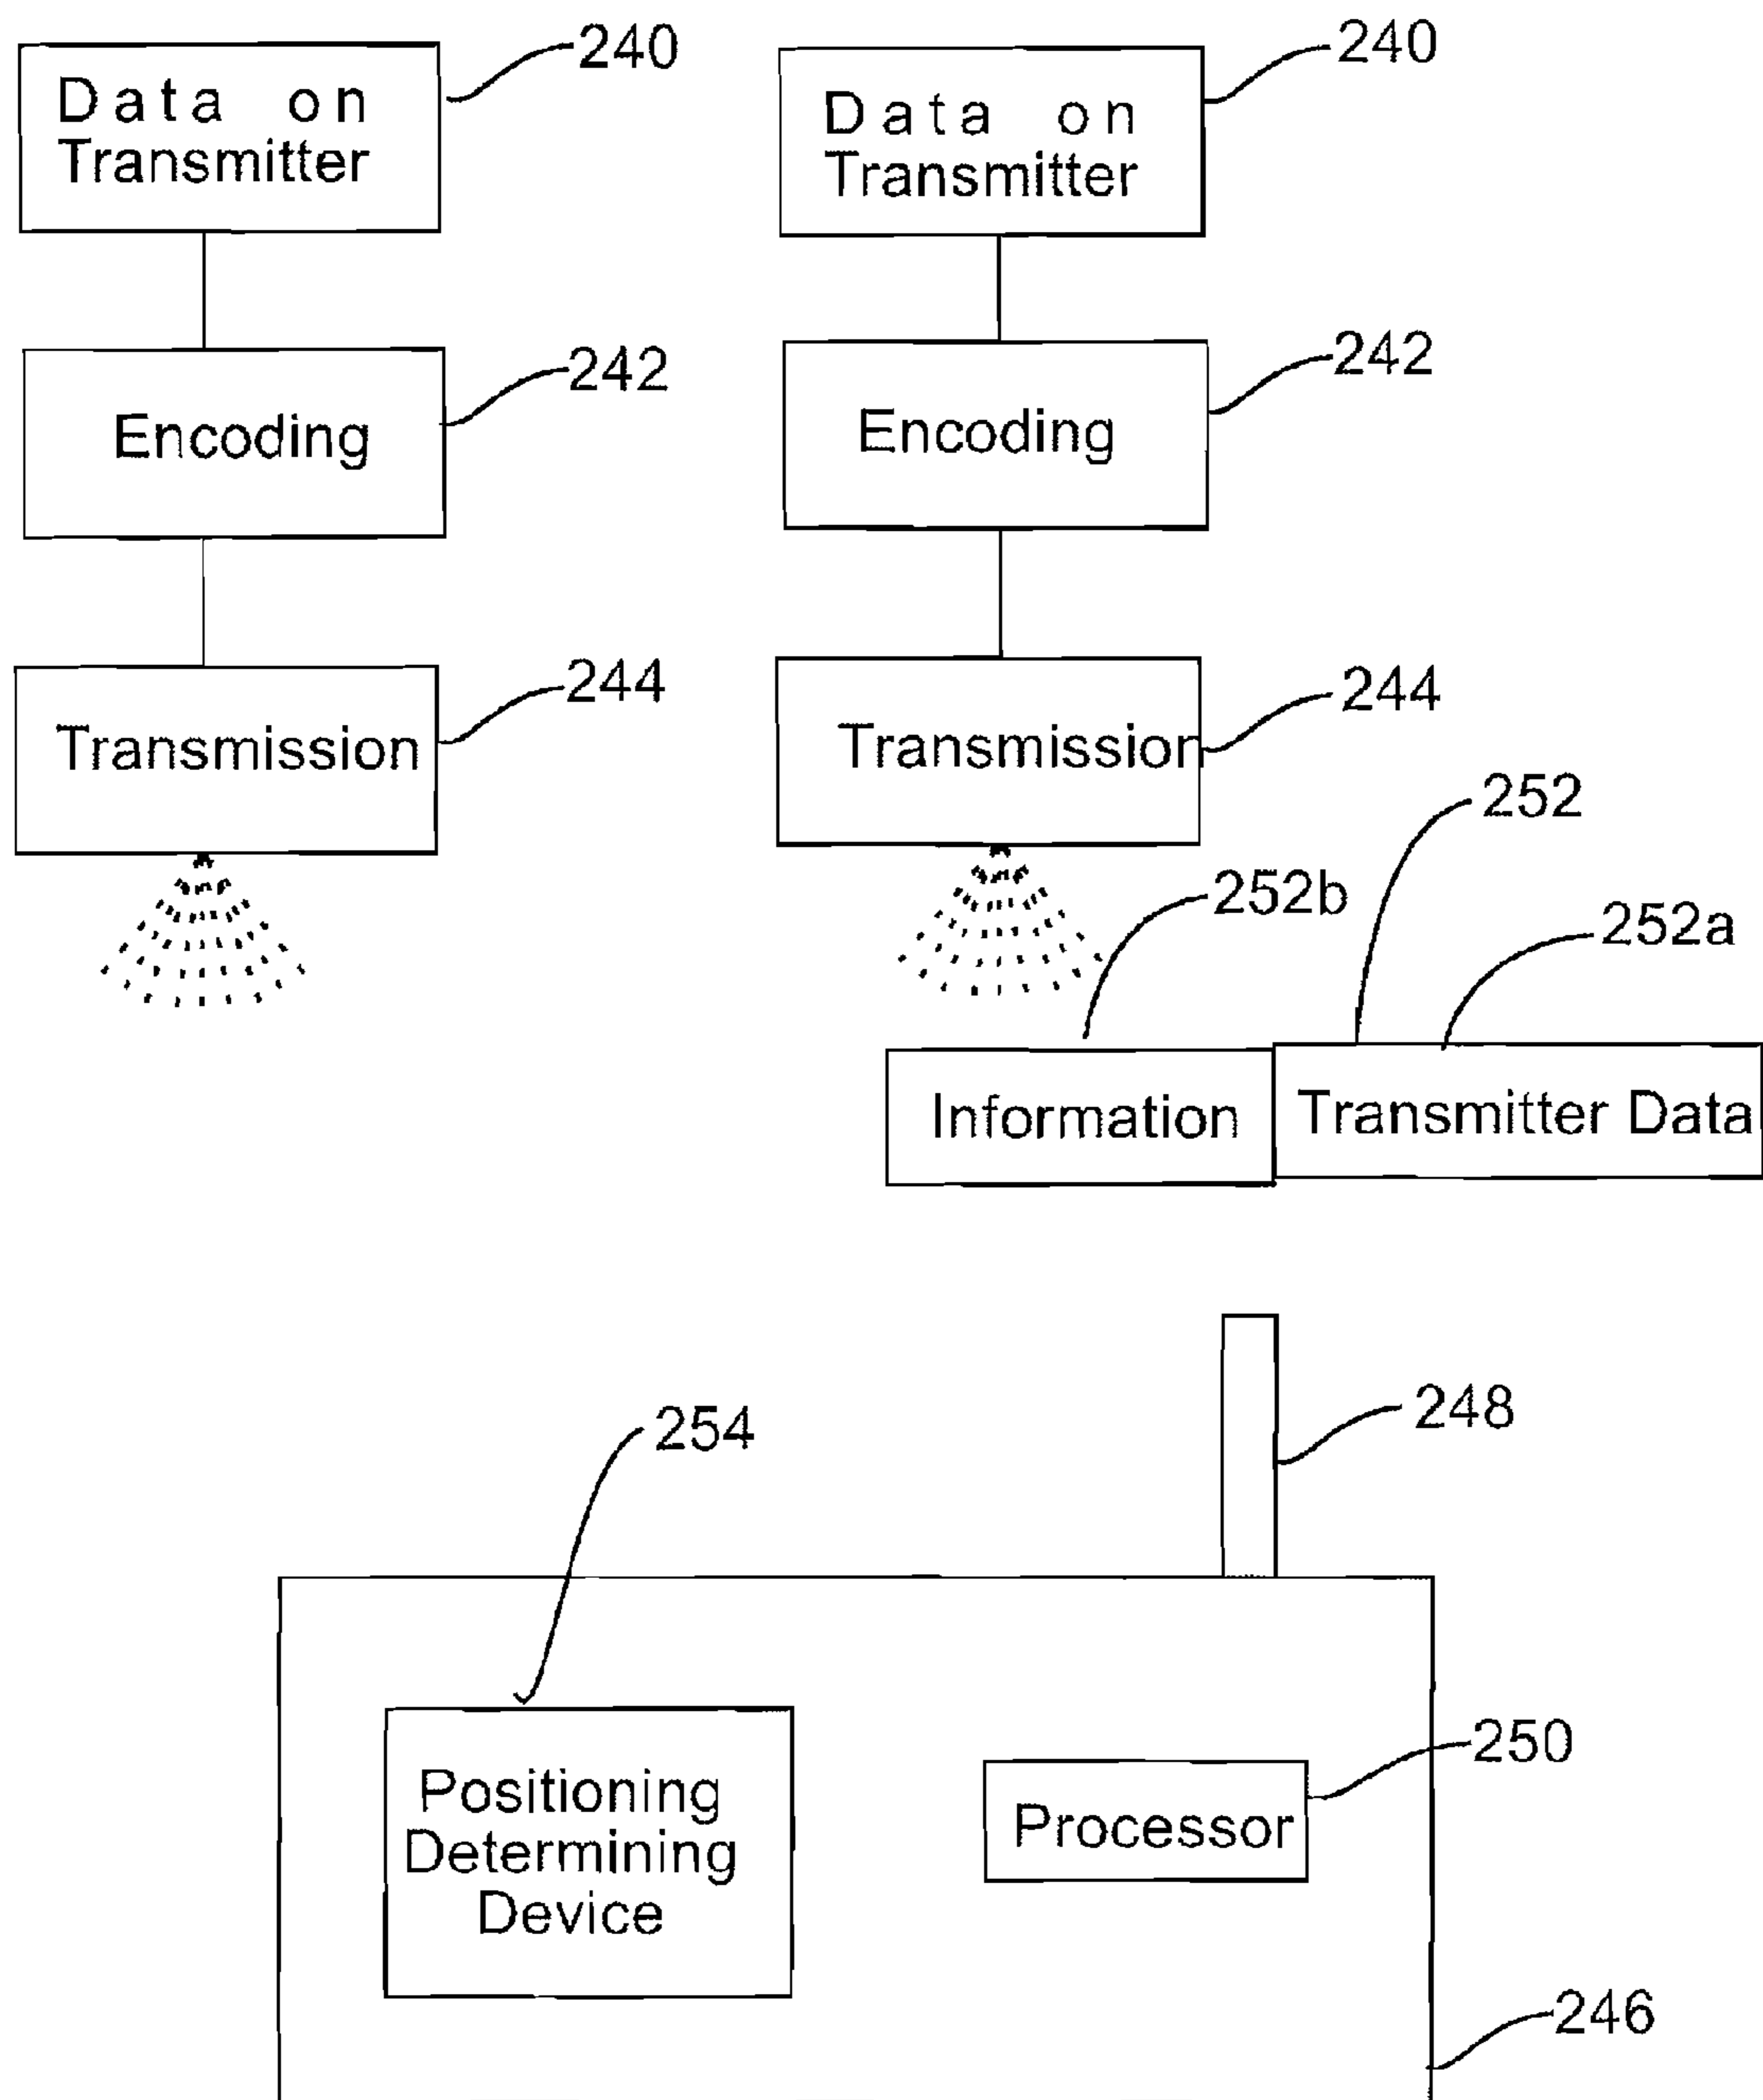 240
Data on
Transmitter
240
Data on
Transmitter
242
Encoding
242
Encoding
244
Transmission
244
Transmission
252
252b
252a
Information
Transmitter Data
248
254
250
Positioning
Determining
Device
Processor
246